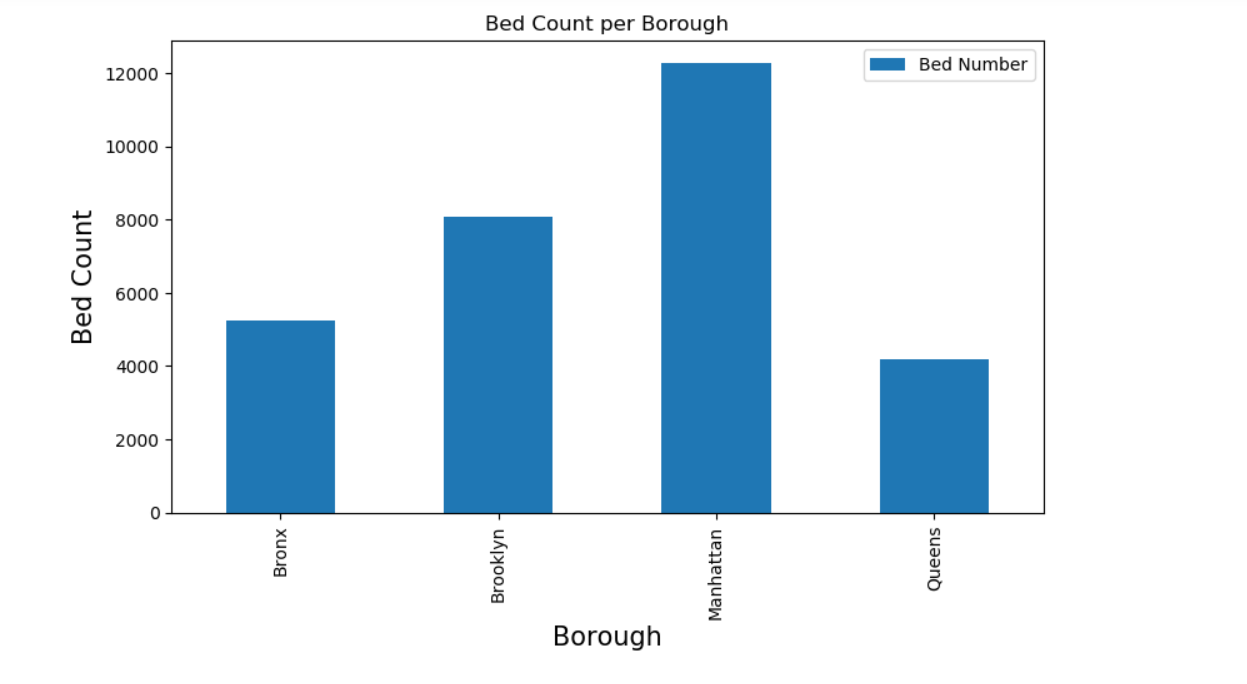 Bed Count per Borough
Bed Number
12000
10000
8000
6000
4000
2000
0
Bed Count
Bronx
Brooklyn
Manhattan
Queens
Borough